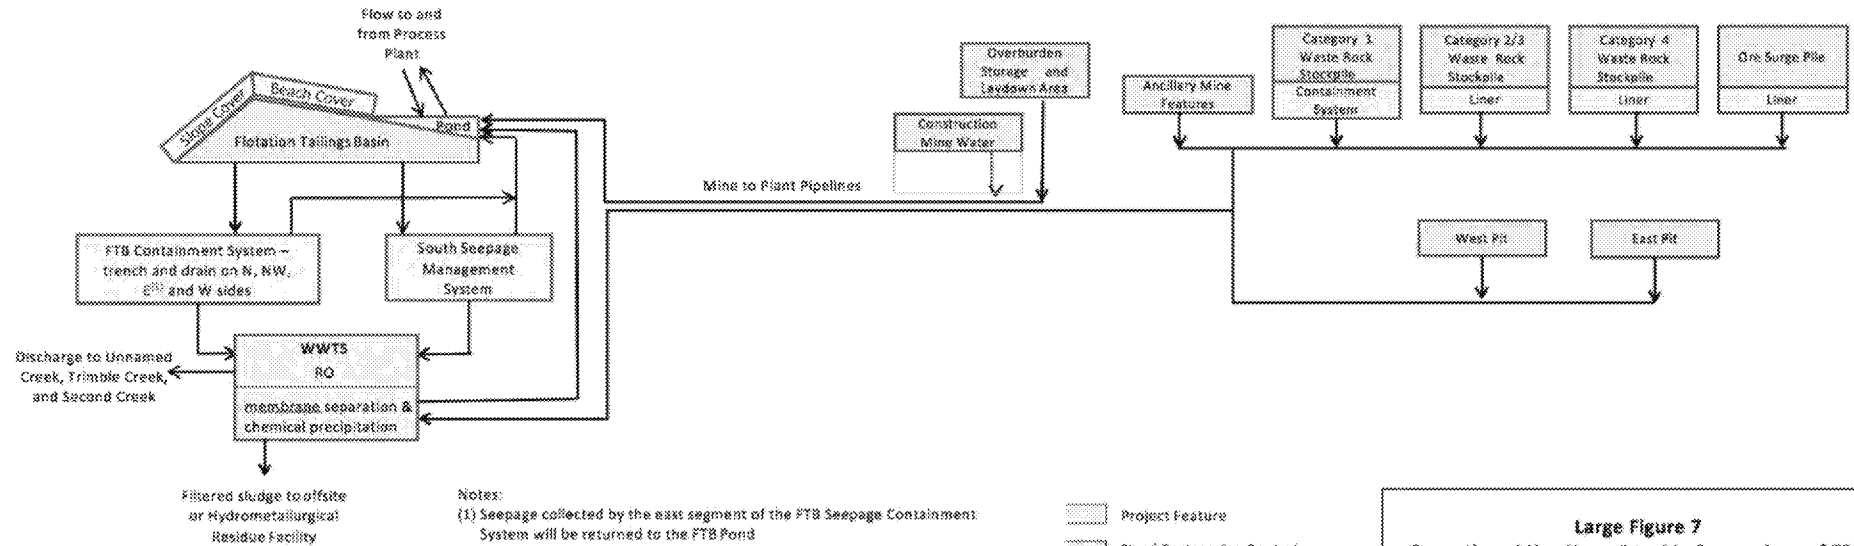 Flow so and
from Process
Plant
Slope Cover
Beach Cover
Pond
Flotation Tailings Basin
Overburden
Storage and
Laydown Area
Construction
Mine Water
Ancillary Mine
Features
Category 1
Waste Rock
Stockpile
Containment
System
Category 2/3
Waste Rock
Stockpile
Liner
Category 4
Waste Rock
Stockpile
Liner
Ore Surge Pile
Liner
Mine to Plant Pipelines
FTB Containment System –
trench and drain on N, NW,
E(1) and W sides
South Seepage
Management
System
West Pit
East Pit
WWTS
RO
membrane separation &
chemical precipitation
Discharge to Unnamed
Creek, Trimble Creek,
and Second Creek
Filtered sludge to offsite
or Hydrometallurgical
Residue Facility
Notes:
(1) Seepage collected by the east segment of the FTB Seepage Containment
System will be returned to the FTB Pond
Project Feature
Large Figure 7